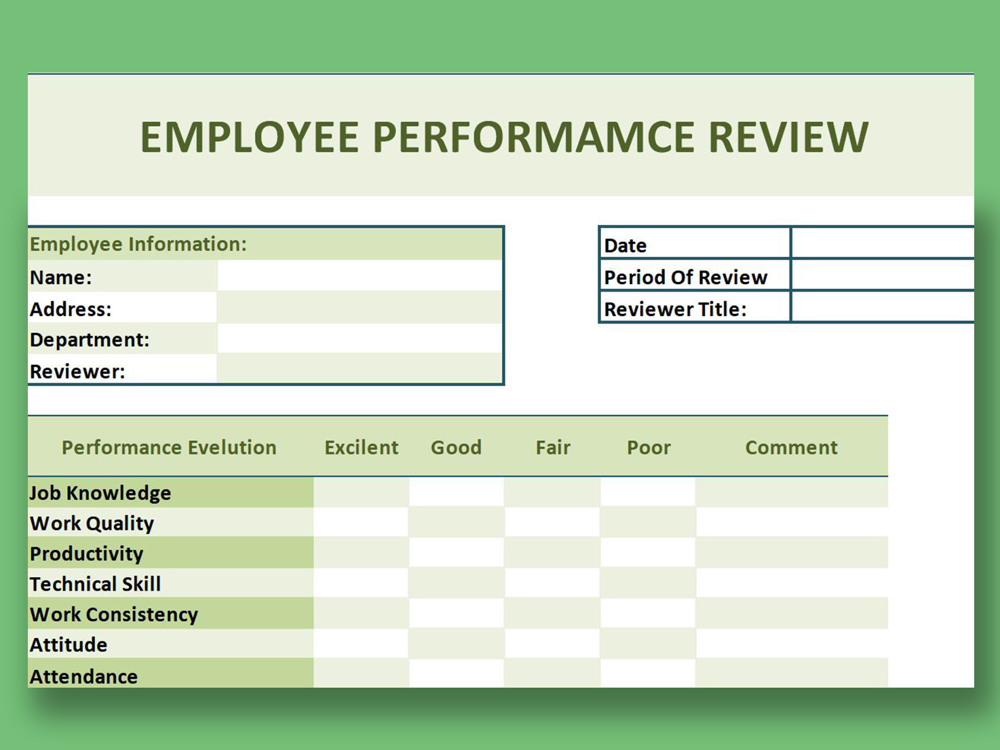 EMPLOYEE PERFORMAMCE REVIEW
Employee Information:
Name:
Address:
Department:
Reviewer:
Date
Period Of Review
Reviewer Title:
Performance Evelution Excilent Good Fair Poor Comment
Job Knowledge
Work Quality
Productivity
Technical Skill
Work Consistency
Attitude
Attendance